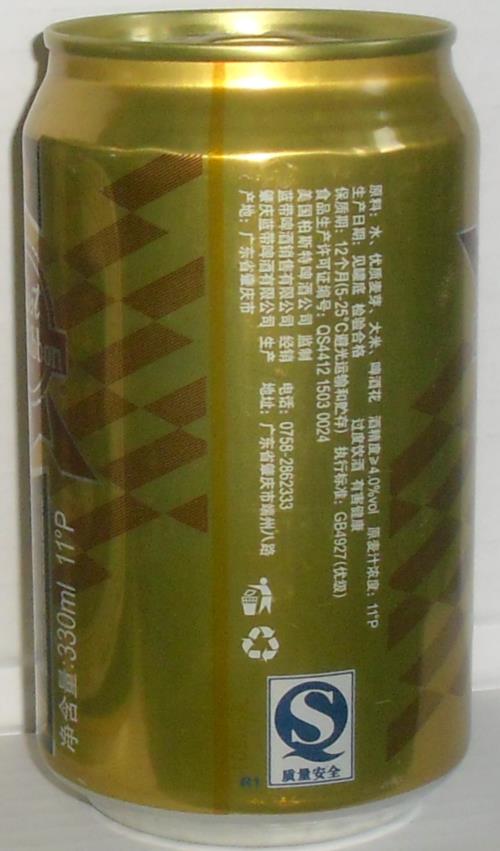 原料：水、优质麦芽、大米、啤酒花 酒精度≥4.0%vol 原麦汁浓度：11°P
生产日期：见罐底 检验合格 过度饮酒 有害健康
保质期：12个月(5-25℃避光运输和贮存) 执行标准：GB4927(优级)
食品生产许可证编号：QS4412 1503 0024
美国柏斯特啤酒公司 监制
蓝带啤酒销售有限公司 经销 电话：0758-2862333
肇庆蓝带啤酒有限公司 生产 地址：广东省肇庆市端州八路
产地：广东省肇庆市
净含量:330ml 11°P
S
质量安全
R1